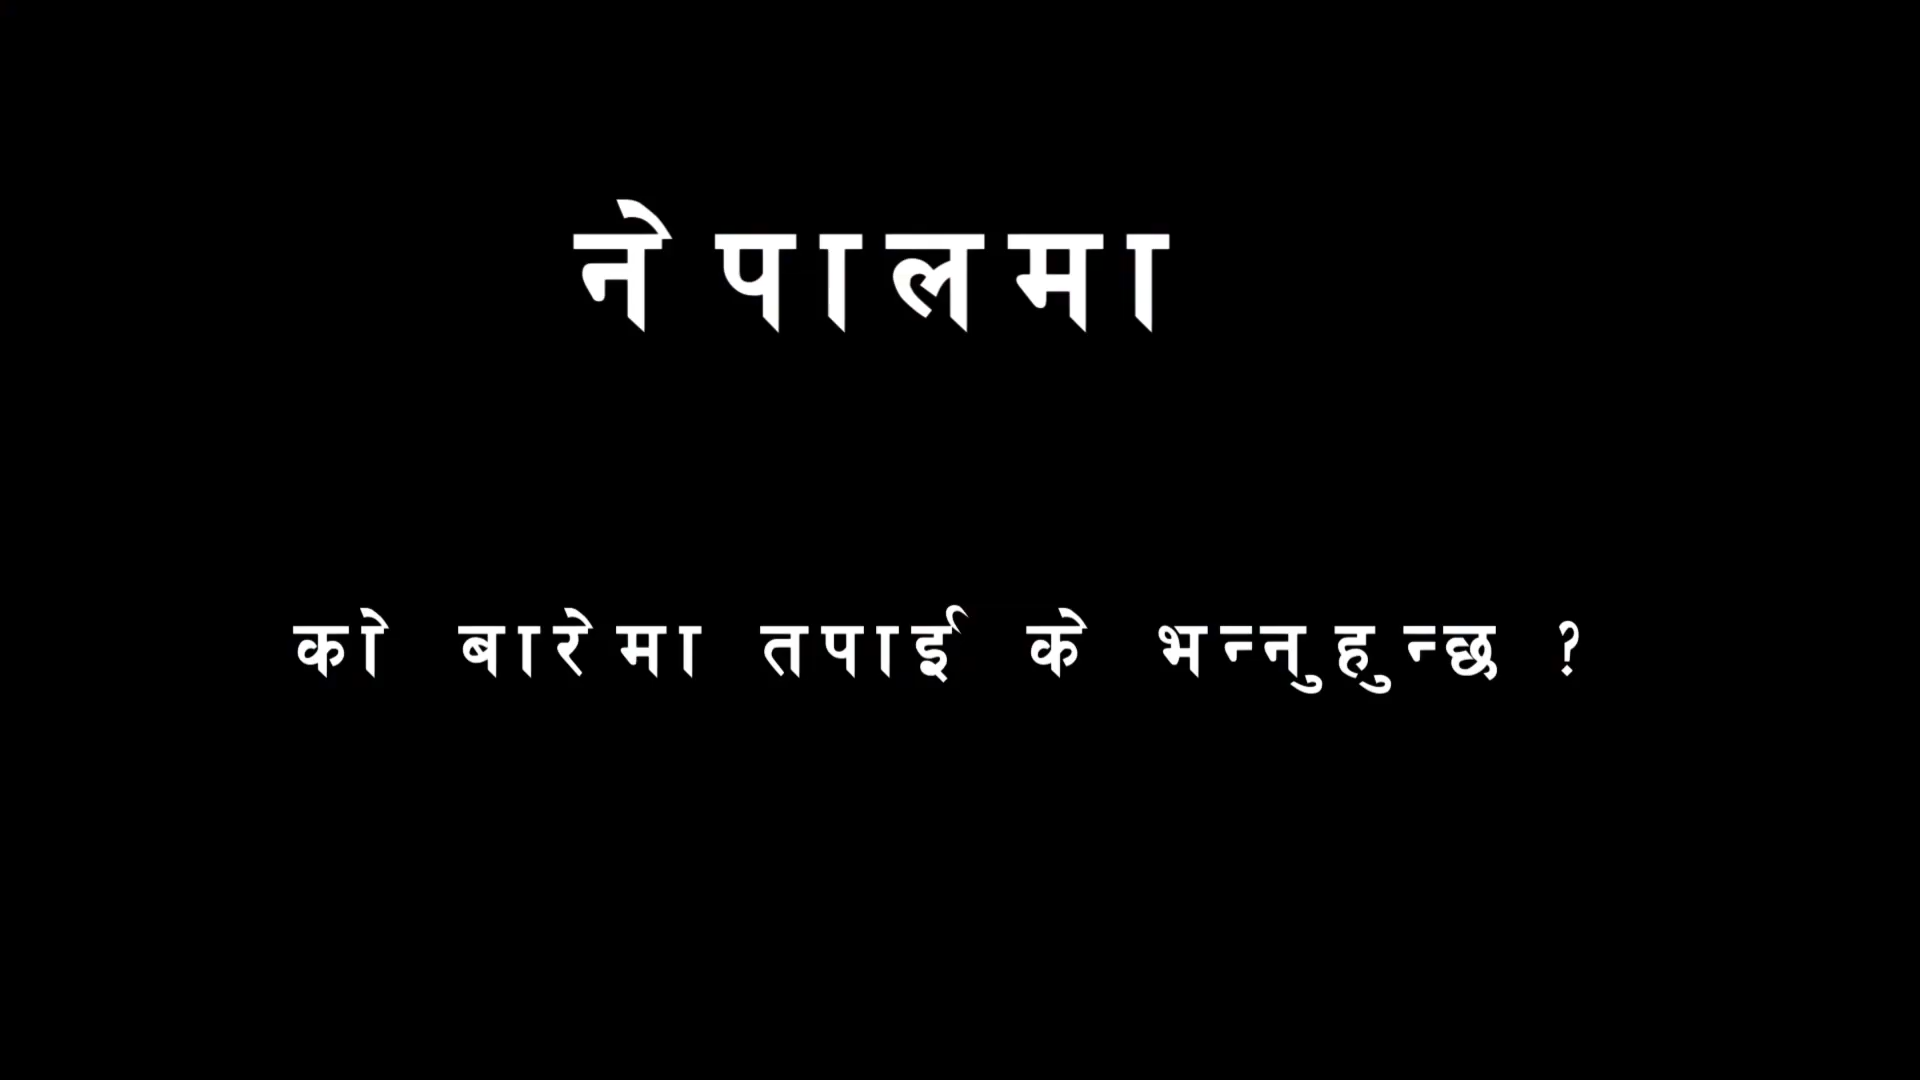 नेपालमा
को बारेमा तपाई के भन्नुहुन्छ ?